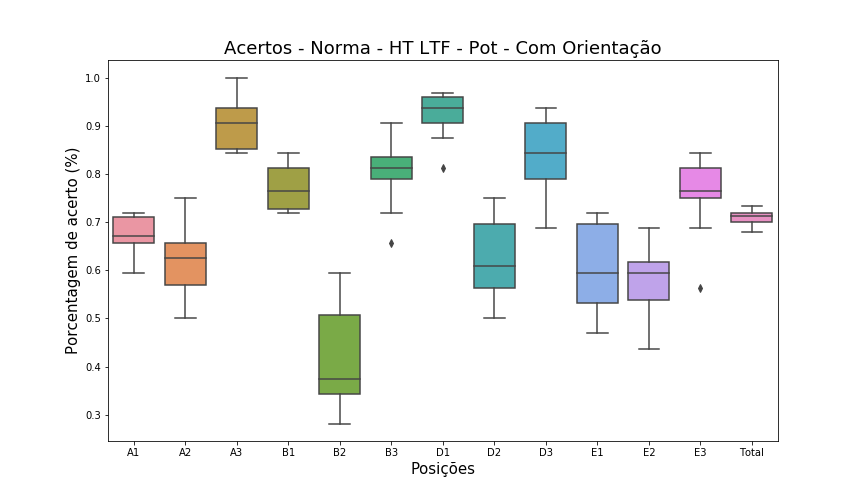 Acertos - Norma - HT LTF - Pot - Com Orientação
Porcentagem de acerto (%)
1.0
0.9
0.8
0.7
0.6
0.5
0.4
0.3
A1 A2 A3 B1 B2 B3 D1 D2 D3 E1 E2 E3 Total
Posições